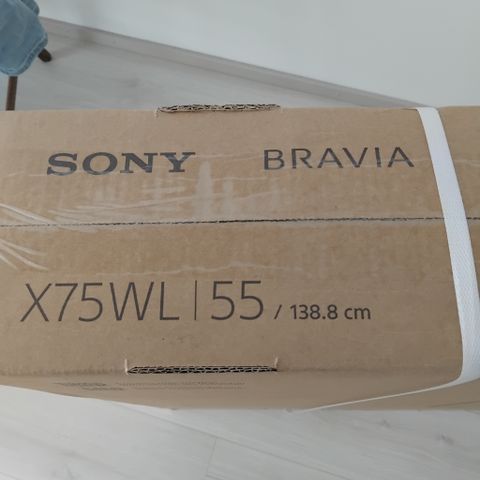 SONY BRAVIA
X75WL | 55 / 138.8 cm